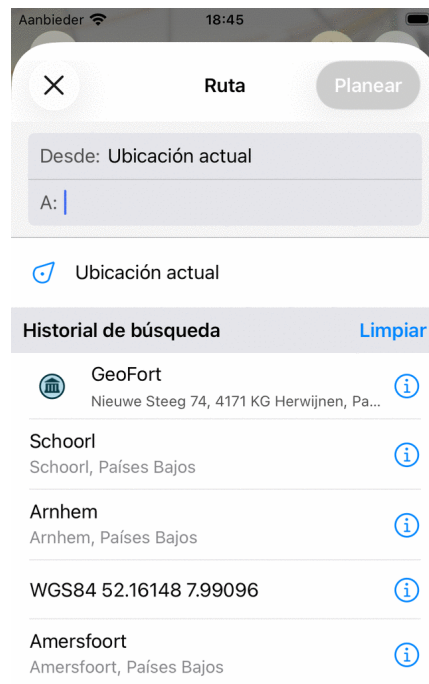 Aanbieder 18:45
Ruta
Planear
Desde: Ubicación actual
A:
Ubicación actual
Historial de búsqueda Limpiar
GeoFort
Nieuwe Steeg 74, 4171 KG Herwijnen, Pa...
Schoorl
Schoorl, Países Bajos
Arnhem
Arnhem, Países Bajos
WGS84 52.16148 7.99096
Amersfoort
Amersfoort, Países Bajos